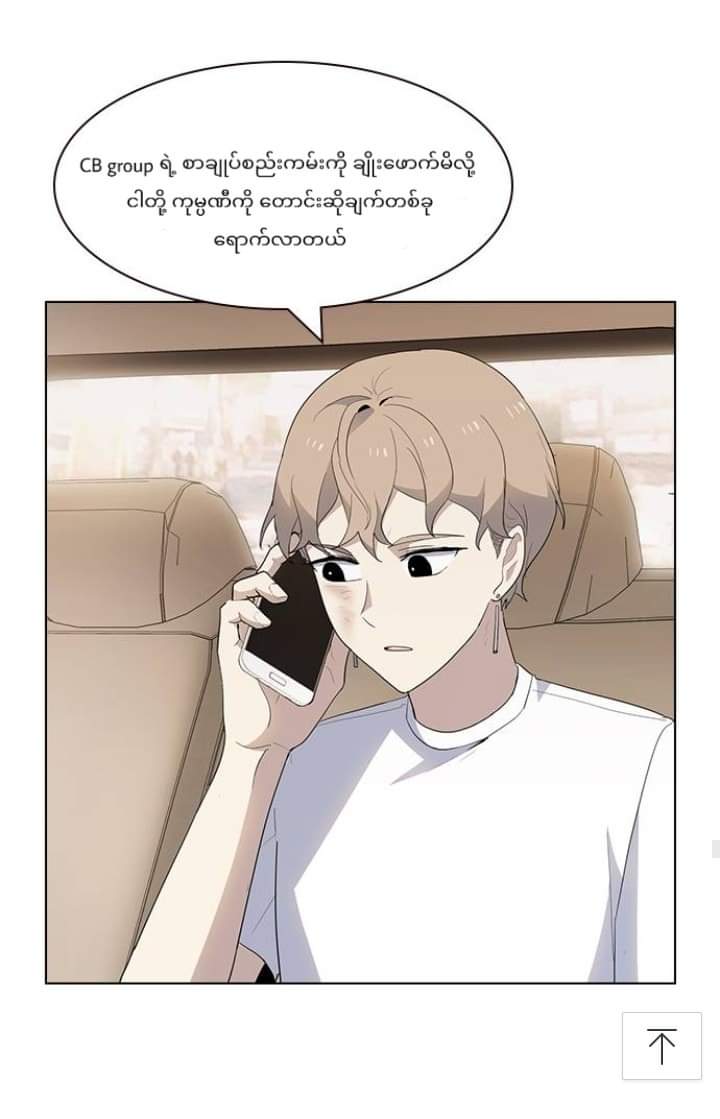 CB group ရဲ့ စာချုပ်စည်းကမ်းကို ချိုးဖောက်မိလို့
ငါတို့ ကုမ္ပဏီကို တောင်းဆိုချက်တစ်ခု
ရောက်လာတယ်